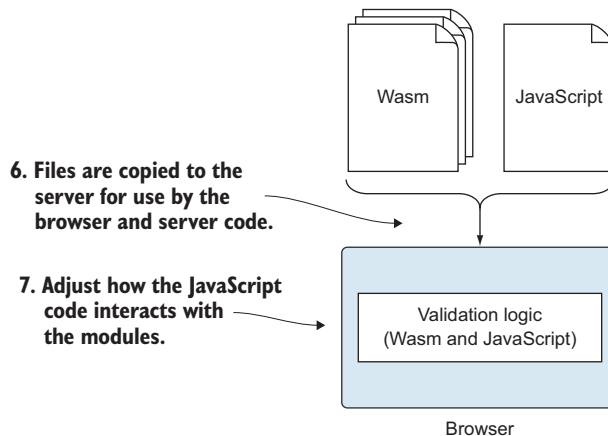 Wasm
JavaScript
6. Files are copied to the
server for use by the
browser and server code.
7. Adjust how the JavaScript
code interacts with
the modules.
Validation logic
(Wasm and JavaScript)
Browser